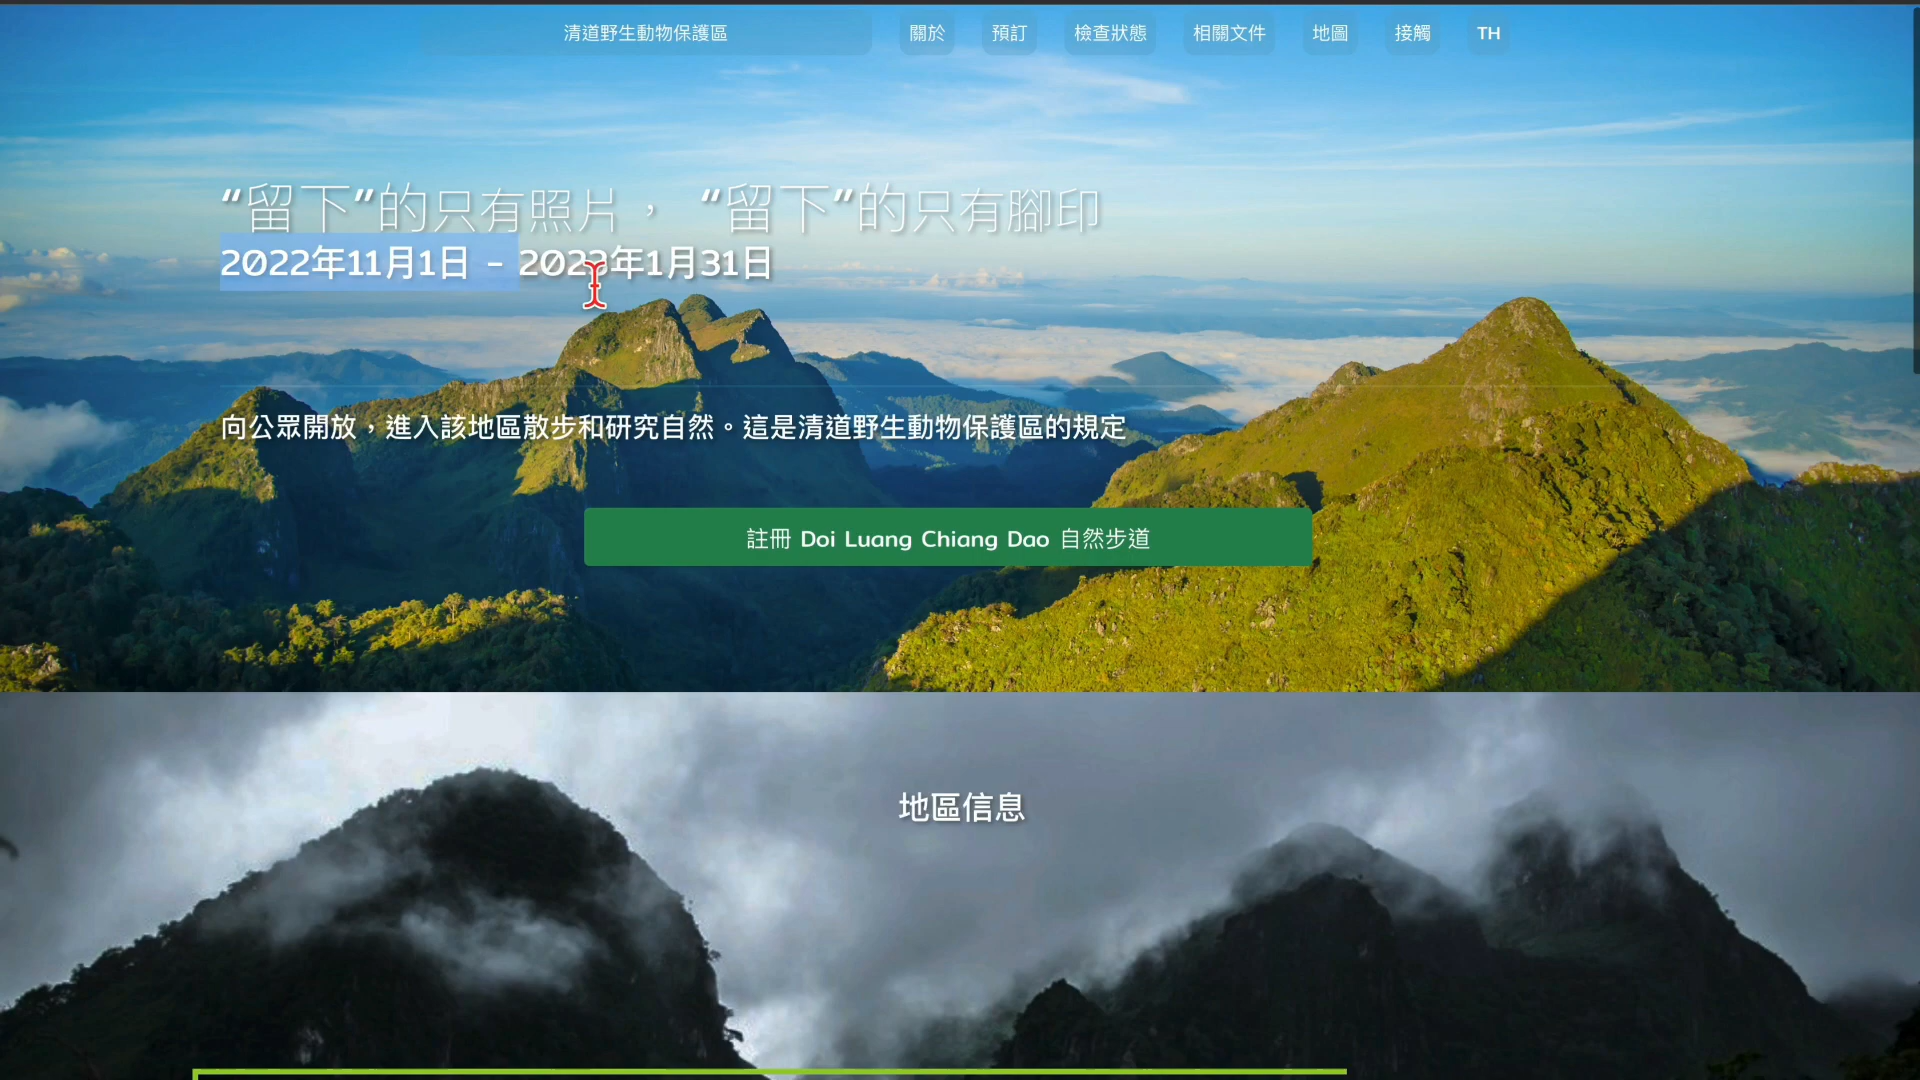 清道野生動物保護區 關於 預訂 檢查狀態 相關文件 地圖 接觸 TH
“留下”的只有照片， “留下”的只有腳印
2022年11月1日 - 2023年1月31日
向公眾開放，進入該地區散步和研究自然。這是清道野生動物保護區的規定
註冊 Doi Luang Chiang Dao 自然步道
地區信息